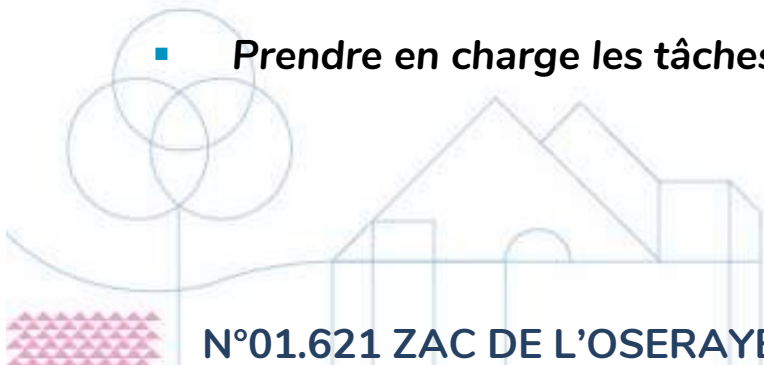 Prendre en charge les tâches
N°01.621 ZAC DE L'OSERAYE